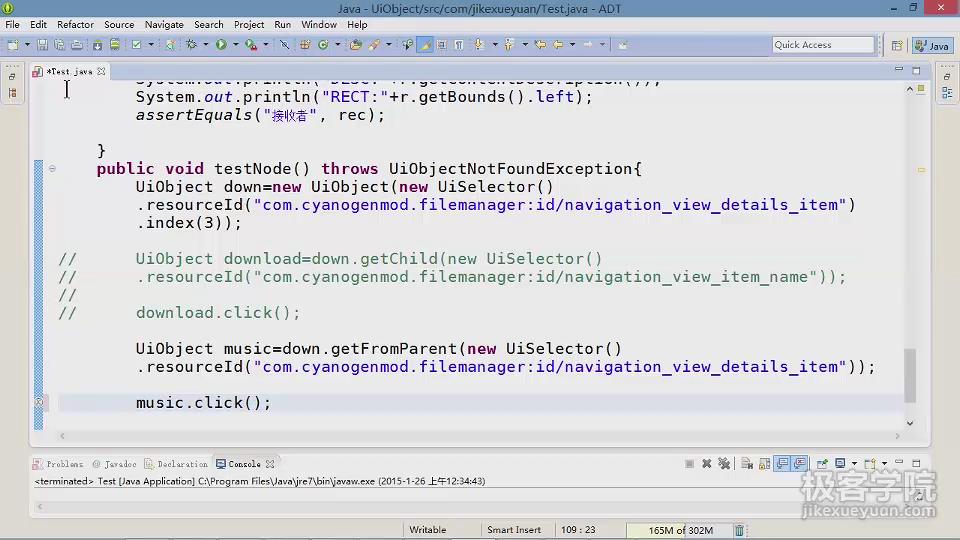 Java - UiObject/src/com/jikexueyuan/Test.java - ADT
File Edit Refactor Source Navigate Search Project Run Window Help
Quick Access Java
*Test.java
System.out.println("DESC:"+r.getContentDescription());
System.out.println("RECT:"+r.getBounds().left);
assertEquals("接收者", rec);
}
public void testNode() throws UiObjectNotFoundException{
UiObject down=new UiObject(new UiSelector()
.resourceId("com.cyanogenmod.filemanager:id/navigation_view_details_item")
.index(3));
// UiObject download=down.getChild(new UiSelector()
// .resourceId("com.cyanogenmod.filemanager:id/navigation_view_item_name"));
//
// download.click();
UiObject music=down.getFromParent(new UiSelector()
.resourceId("com.cyanogenmod.filemanager:id/navigation_view_details_item"));
music.click();
Problems @ Javadoc Declaration Console
<terminated> Test [Java Application] C:\Program Files\Java\jre7\bin\javaw.exe (2015-1-26 上午12:34:43)
极客学院
jikexueyuan.com
Writable Smart Insert 109 : 23 165M of 302M